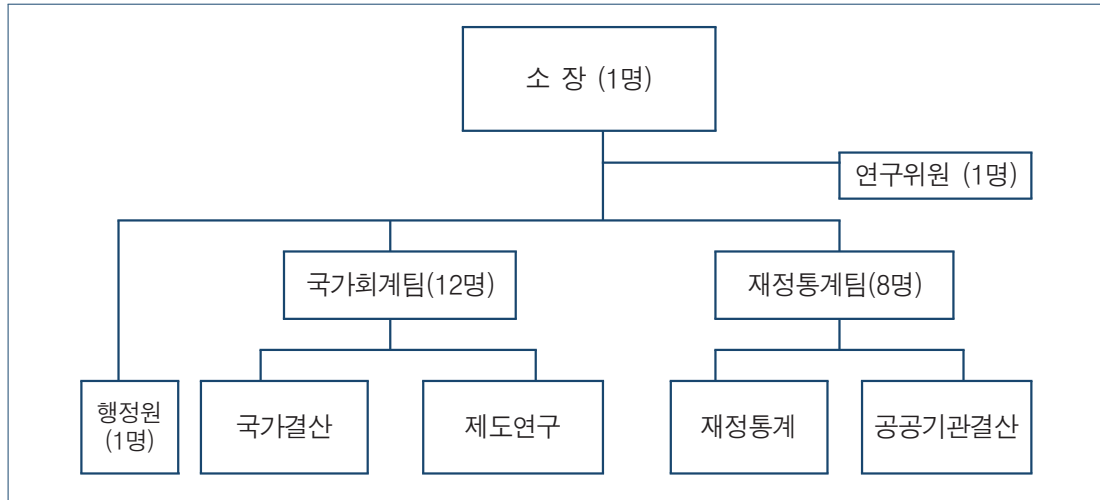 소 장 (1명)
연구위원 (1명)
국가회계팀(12명)
재정통계팀(8명)
행정원
(1명)
국가결산
제도연구
재정통계
공공기관결산